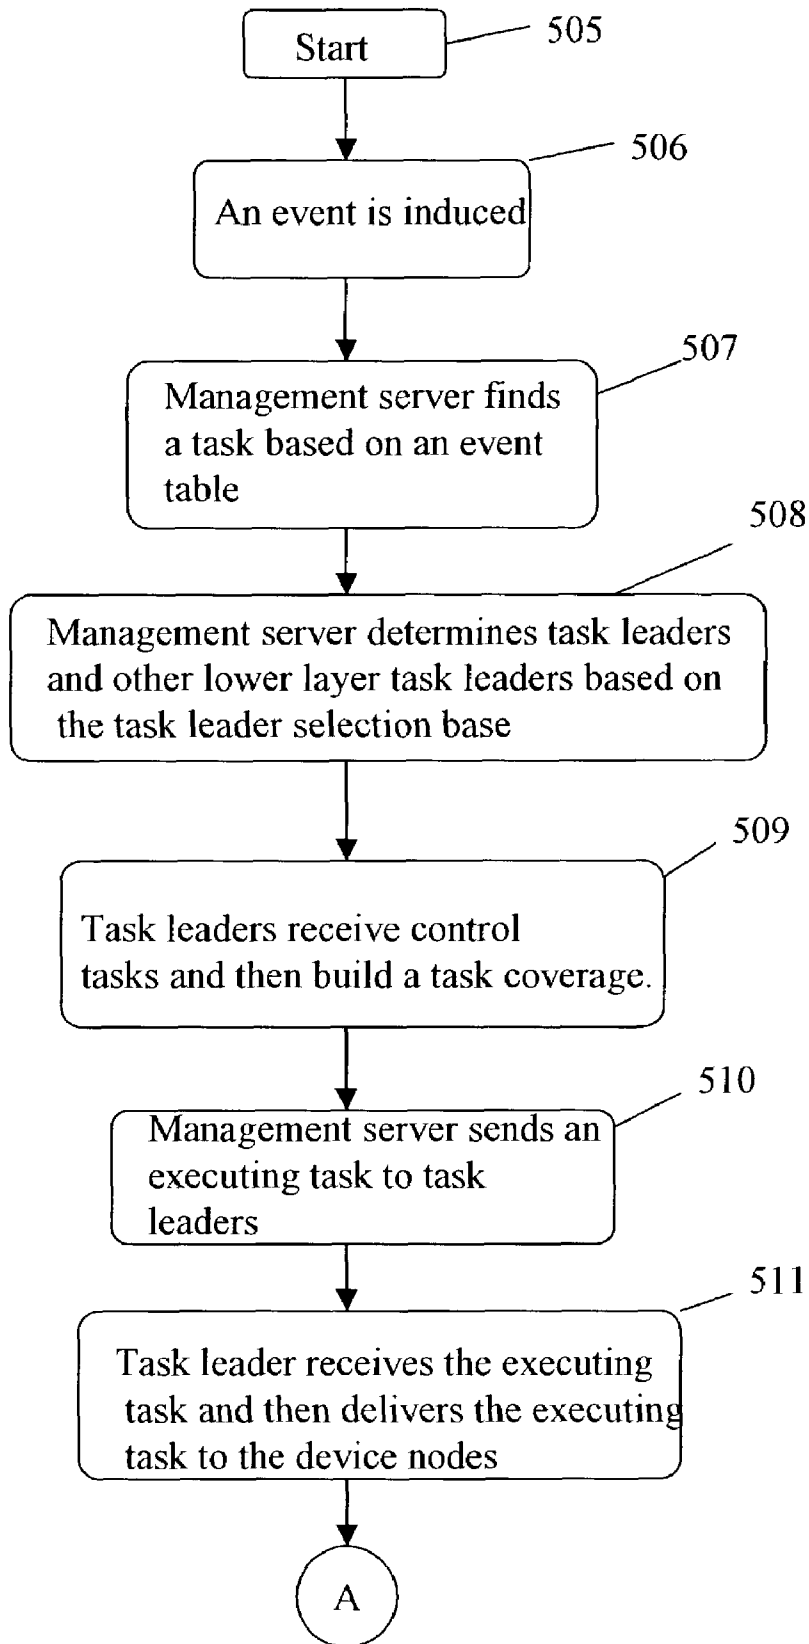 Start
505
506
An event is induced
507
Management server finds
a task based on an event
table
508
Management server determines task leaders
and other lower layer task leaders based on
the task leader selection base
509
Task leaders receive control
tasks and then build a task coverage.
510
Management server sends an
executing task to task
leaders
511
Task leader receives the executing
task and then delivers the executing
task to the device nodes
A